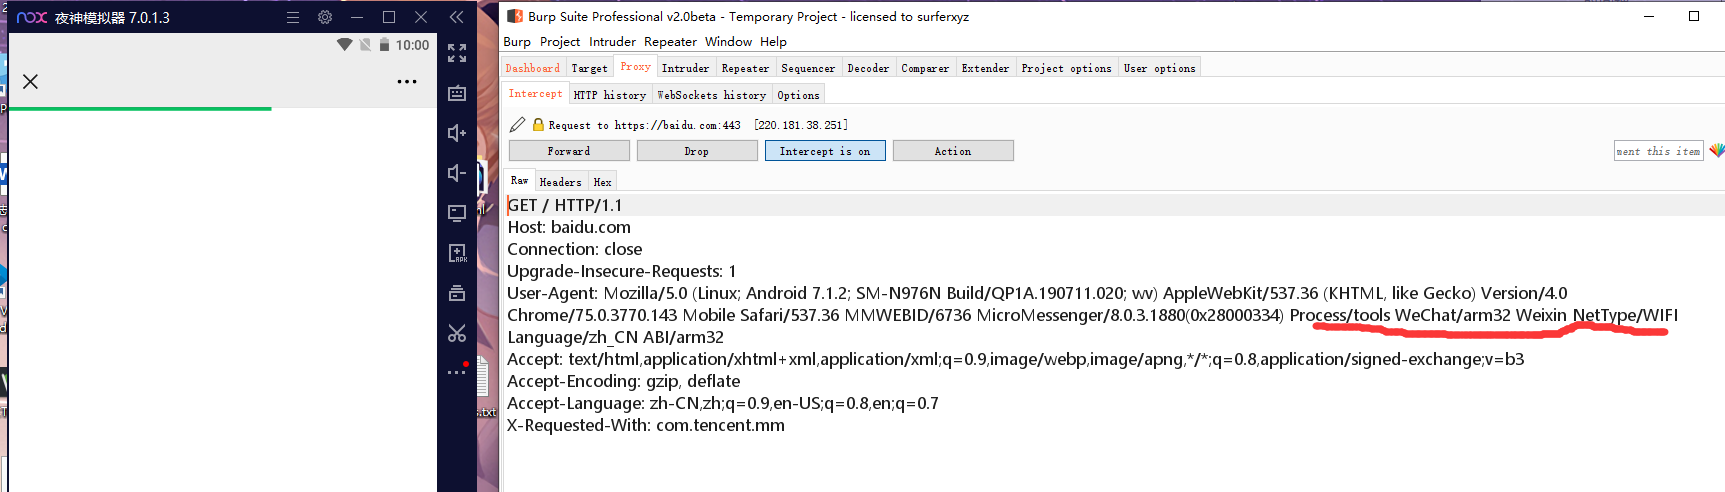 nox 夜神模拟器 7.0.1.3
10:00
APK
.txt
Burp Suite Professional v2.0beta - Temporary Project - licensed to surferxyz
Burp Project Intruder Repeater Window Help
Dashboard Target Proxy Intruder Repeater Sequencer Decoder Comparer Extender Project options User options
Intercept HTTP history WebSockets history Options
Request to https://baidu.com:443 [220.181.38.251]
Forward Drop Intercept is on Action ment this item
Raw Headers Hex
GET / HTTP/1.1
Host: baidu.com
Connection: close
Upgrade-Insecure-Requests: 1
User-Agent: Mozilla/5.0 (Linux; Android 7.1.2; SM-N976N Build/QP1A.190711.020; wv) AppleWebKit/537.36 (KHTML, like Gecko) Version/4.0
Chrome/75.0.3770.143 Mobile Safari/537.36 MMWEBID/6736 MicroMessenger/8.0.3.1880(0x28000334) Process/tools WeChat/arm32 Weixin NetType/WIFI
Language/zh_CN ABI/arm32
Accept: text/html,application/xhtml+xml,application/xml;q=0.9,image/webp,image/apng,*/*;q=0.8,application/signed-exchange;v=b3
Accept-Encoding: gzip, deflate
Accept-Language: zh-CN,zh;q=0.9,en-US;q=0.8,en;q=0.7
X-Requested-With: com.tencent.mm